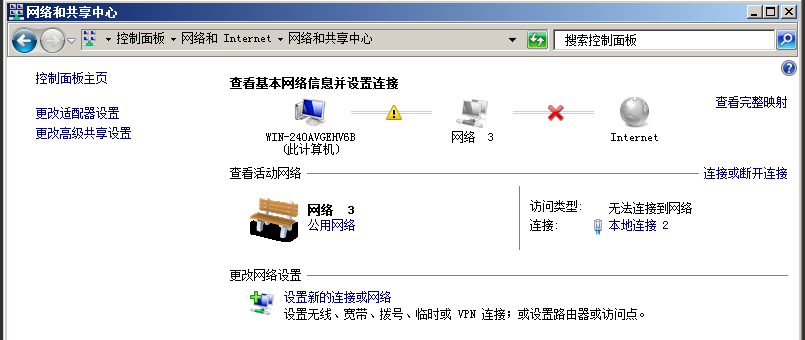 网络和共享中心
控制面板 网络和 Internet 网络和共享中心 搜索控制面板
控制面板主页
更改适配器设置
更改高级共享设置
查看基本网络信息并设置连接
查看完整映射
WIN-240AVGEHV6B
(此计算机)
网络 3
Internet
查看活动网络 连接或断开连接
网络 3
公用网络
访问类型: 无法连接到网络
连接: 本地连接 2
更改网络设置
设置新的连接或网络
设置无线、宽带、拨号、临时或 VPN 连接；或设置路由器或访问点。